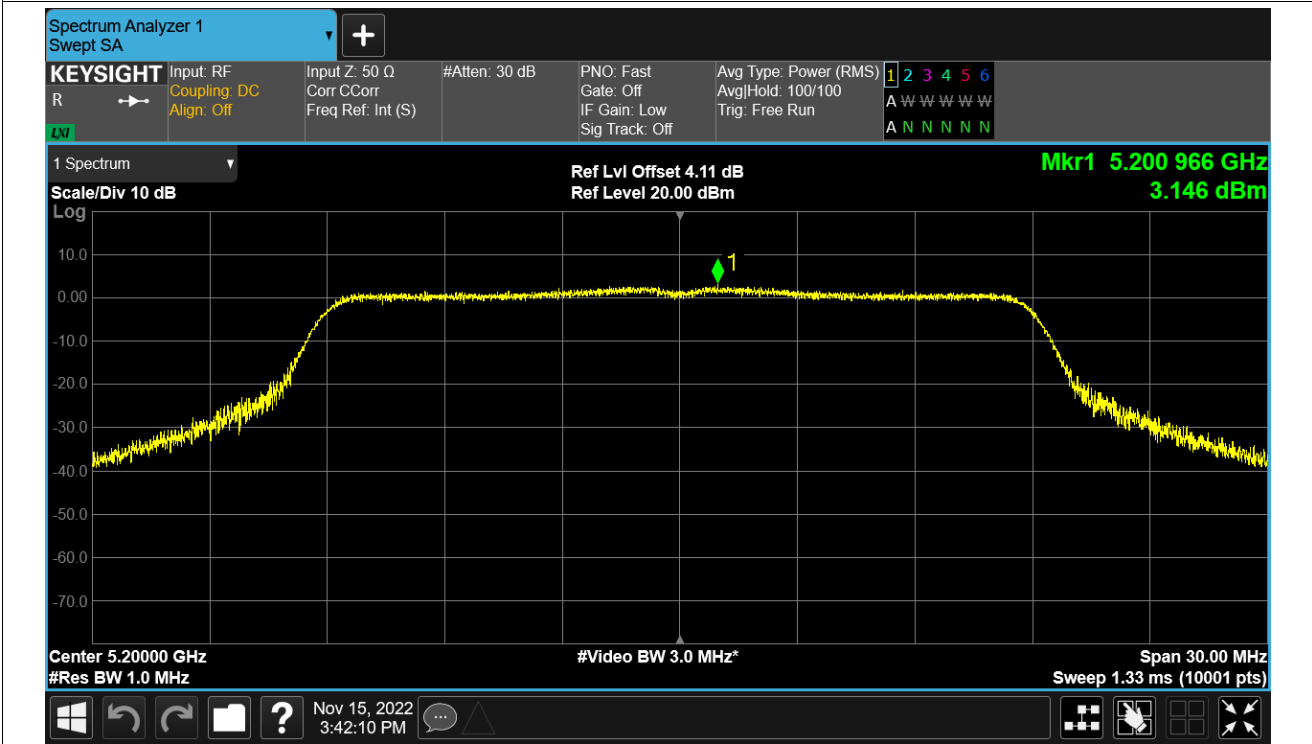 Spectrum Analyzer 1
Swept SA
KEYSIGHT
R
LXI
Input: RF
Coupling: DC
Align: Off
Input Z: 50 Ω
Corr CCorr
Freq Ref: Int (S)
#Atten: 30 dB
PNO: Fast
Gate: Off
IF Gain: Low
Sig Track: Off
Avg Type: Power (RMS)
Avg|Hold: 100/100
Trig: Free Run
1 2 3 4 5 6
A W W W W W
A N N N N N
1 Spectrum
Scale/Div 10 dB
Log
Ref Lvl Offset 4.11 dB
Ref Level 20.00 dBm
Mkr1 5.200 966 GHz
3.146 dBm
1
10.0
0.00
-10.0
-20.0
-30.0
-40.0
-50.0
-60.0
-70.0
Center 5.20000 GHz
#Res BW 1.0 MHz
#Video BW 3.0 MHz*
Span 30.00 MHz
Sweep 1.33 ms (10001 pts)
?
Nov 15, 2022
3:42:10 PM